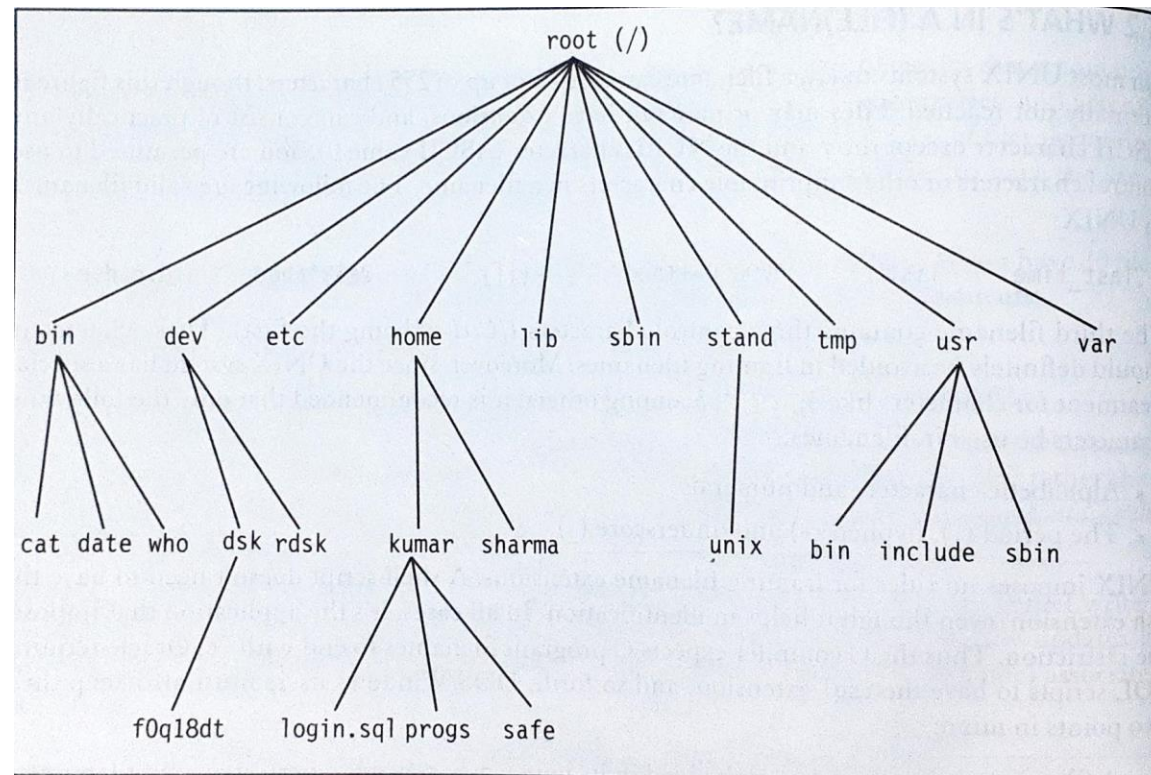 root (/)
bin dev etc home lib sbin stand tmp usr var
cat date who dsk rdsk kumar sharma unix bin include sbin
f0q18dt login.sql progs safe